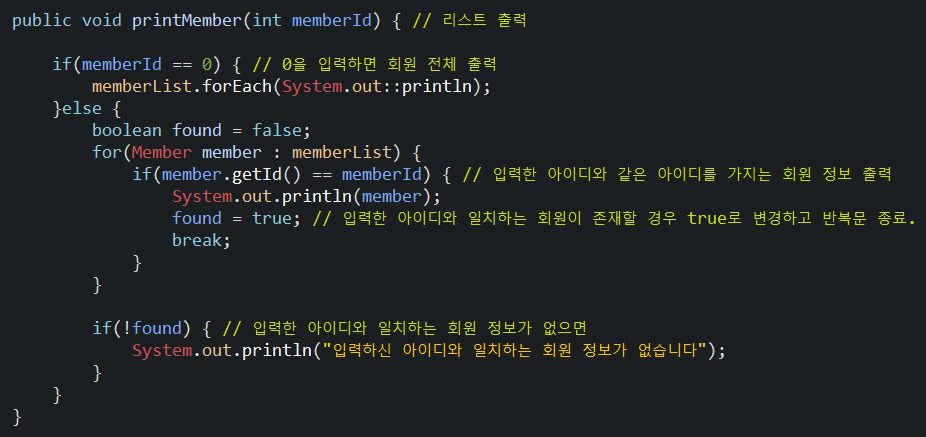 public void printMember(int memberId) { // 리스트 출력
if(memberId == 0) { // 0을 입력하면 회원 전체 출력
memberList.forEach(System.out::println);
}else {
boolean found = false;
for(Member member : memberList) {
if(member.getId() == memberId) { // 입력한 아이디와 같은 아이디를 가지는 회원 정보 출력
System.out.println(member);
found = true; // 입력한 아이디와 일치하는 회원이 존재할 경우 true로 변경하고 반복문 종료.
break;
}
}
if(!found) { // 입력한 아이디와 일치하는 회원 정보가 없으면
System.out.println("입력하신 아이디와 일치하는 회원 정보가 없습니다");
}
}
}